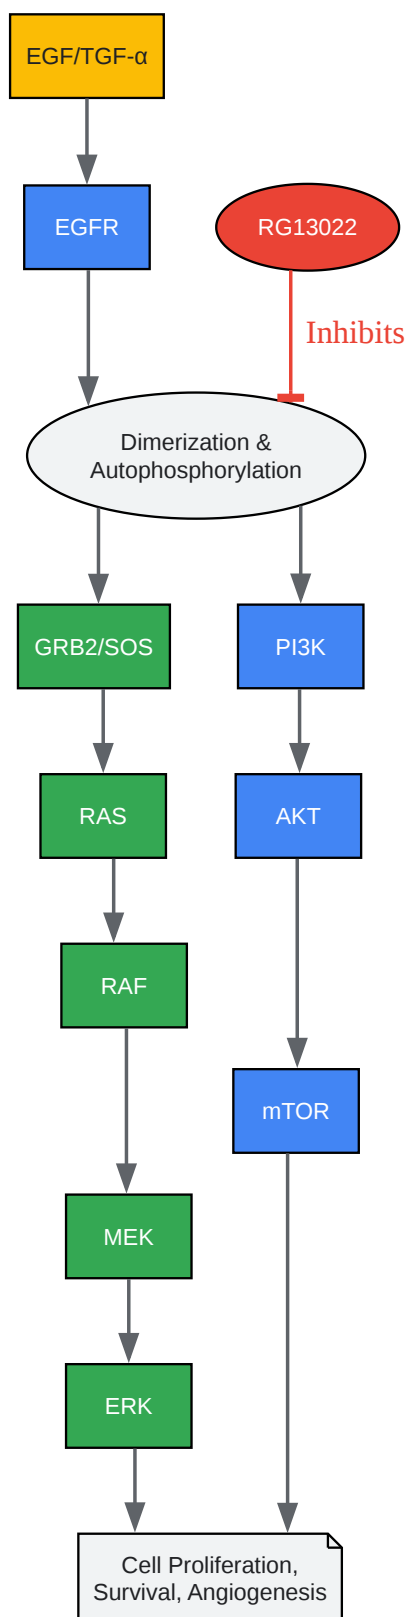 EGF/TGF-α
EGFR
RG13022
Inhibits
Dimerization &
Autophosphorylation
GRB2/SOS
PI3K
RAS
AKT
RAF
mTOR
MEK
ERK
Cell Proliferation,
Survival, Angiogenesis